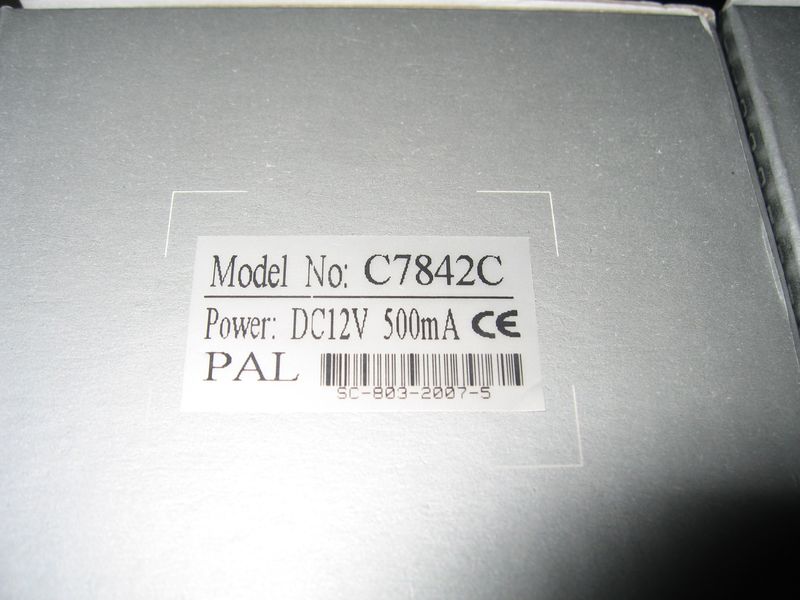 Model No: C7842C
Power: DC12V 500mA CE
PAL
SC-803-2007-5